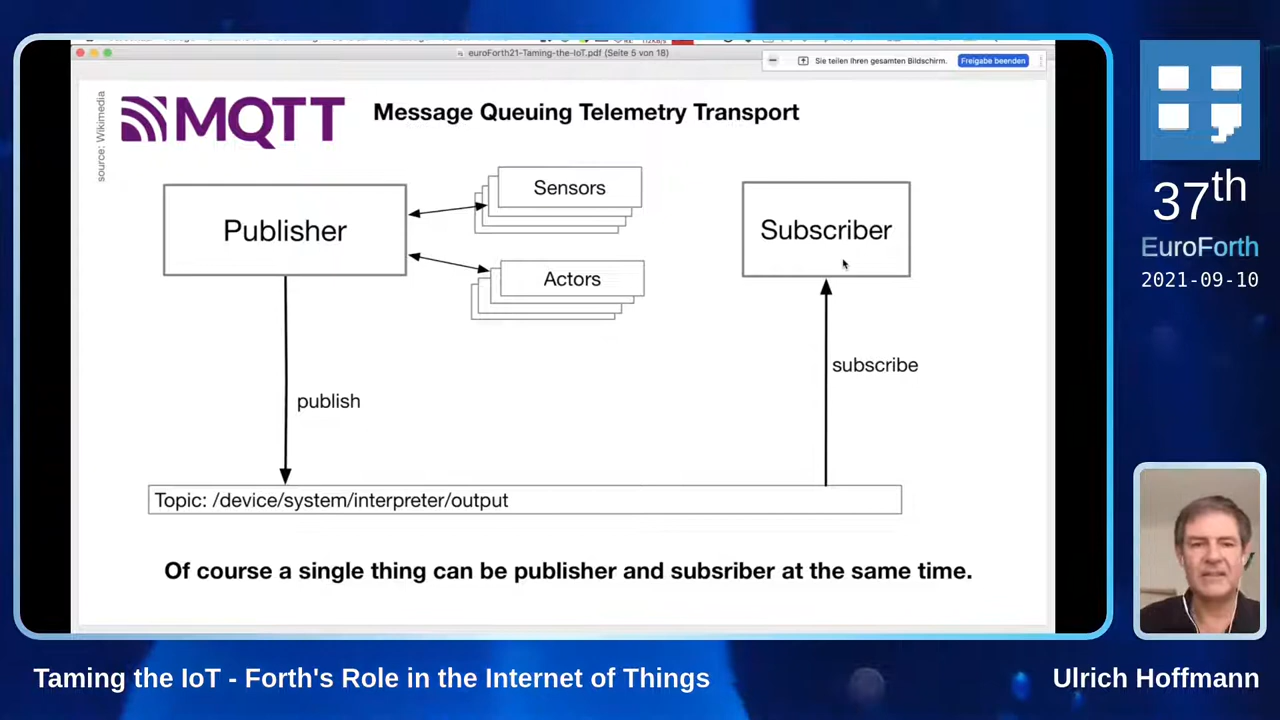 euroForth21-Taming-the-IoT.pdf (Seite 5 von 18)
Sie teilen Ihren gesamten Bildschirm.
Freigabe beenden
source: Wikimedia
MQTT
Message Queuing Telemetry Transport
Publisher
Sensors
Actors
Subscriber
publish
subscribe
Topic: /device/system/interpreter/output
Of course a single thing can be publisher and subsriber at the same time.
37th
EuroForth
2021-09-10
Taming the IoT - Forth's Role in the Internet of Things
Ulrich Hoffmann